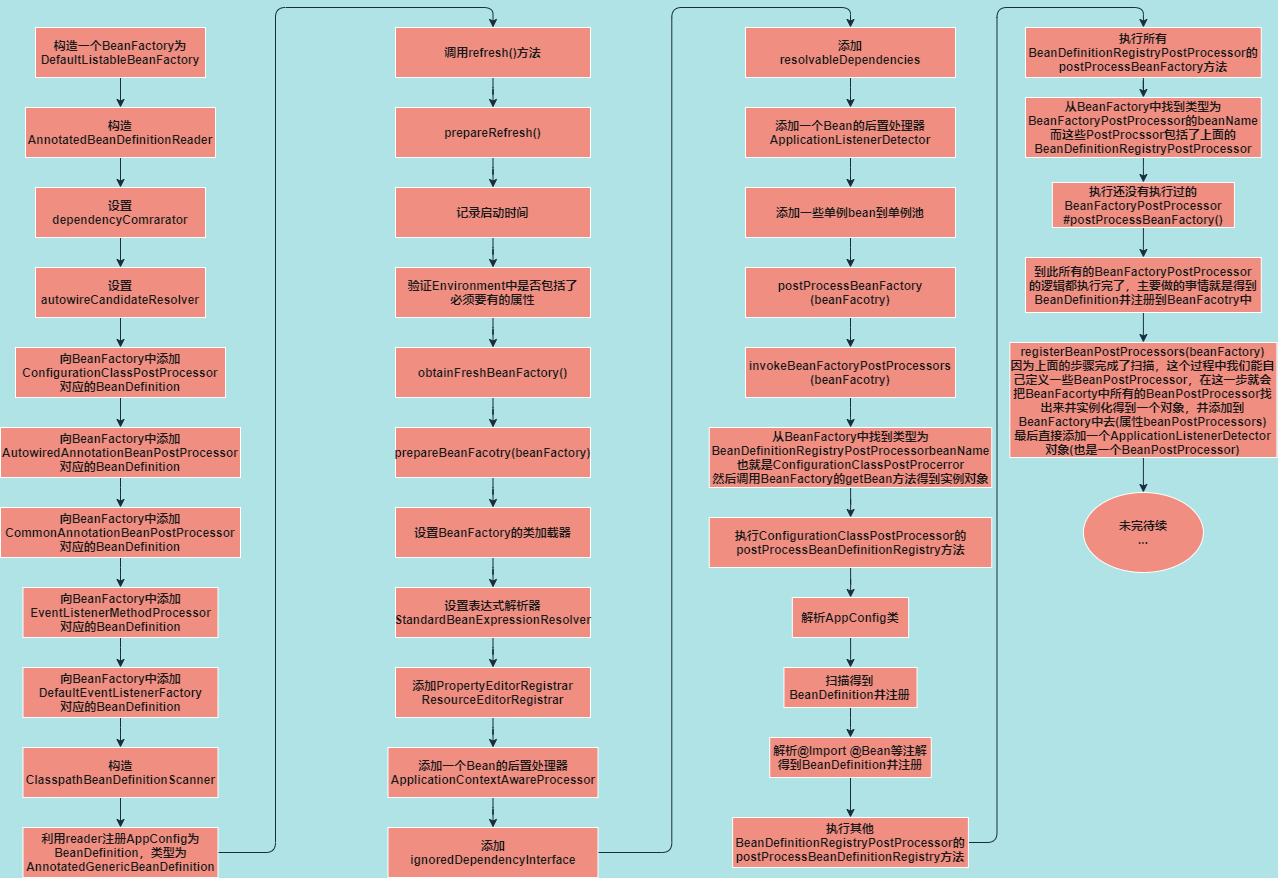 构造一个BeanFactory为
DefaultListableBeanFactory
构造
AnnotatedBeanDefinitionReader
设置
dependencyComrarator
设置
autowireCandidateResolver
向BeanFactory中添加
ConfigurationClassPostProcessor
对应的BeanDefinition
向BeanFactory中添加
AutowiredAnnotationBeanPostProcessor
对应的BeanDefinition
向BeanFactory中添加
CommonAnnotationBeanPostProcessor
对应的BeanDefinition
向BeanFactory中添加
EventListenerMethodProcessor
对应的BeanDefinition
向BeanFactory中添加
DefaultEventListenerFactory
对应的BeanDefinition
构造
ClasspathBeanDefinitionScanner
利用reader注册AppConfig为
BeanDefinition，类型为
AnnotatedGenericBeanDefinition
调用refresh()方法
prepareRefresh()
记录启动时间
验证Environment中是否包括了
必须要有的属性
obtainFreshBeanFactory()
prepareBeanFacotry(beanFactory)
设置BeanFactory的类加载器
设置表达式解析器
StandardBeanExpressionResolver
添加PropertyEditorRegistrar
ResourceEditorRegistrar
添加一个Bean的后置处理器
ApplicationContextAwareProcessor
添加
ignoredDependencyInterface
添加
resolvableDependencies
添加一个Bean的后置处理器
ApplicationListenerDetector
添加一些单例bean到单例池
postProcessBeanFactory
(beanFacotry)
invokeBeanFactoryPostProcessors
(beanFacotry)
从BeanFactory中找到类型为
BeanDefinitionRegistryPostProcessorbeanName
也就是ConfigurationClassPostProcerror
然后调用BeanFactory的getBean方法得到实例对象
执行ConfigurationClassPostProcessor的
postProcessBeanDefinitionRegistry方法
解析AppConfig类
扫描得到
BeanDefinition并注册
解析@Import @Bean等注解
得到BeanDefinition并注册
执行其他
BeanDefinitionRegistryPostProcessor的
postProcessBeanDefinitionRegistry方法
执行所有
BeanDefinitionRegistryPostProcessor的
postProcessBeanFactory方法
从BeanFactory中找到类型为
BeanFactoryPostProcessor的beanName
而这些PostProcssor包括了上面的
BeanDefinitionRegistryPostProcessor
执行还没有执行过的
BeanFactoryPostProcessor
#postProcessBeanFactory()
到此所有的BeanFactoryPostProcessor
的逻辑都执行完了，主要做的事情就是得到
BeanDefinition并注册到BeanFacotry中
registerBeanPostProcessors(beanFactory)
因为上面的步骤完成了扫描，这个过程中我们能自
己定义一些BeanPostProcessor，在这一步就会
把BeanFacorty中所有的BeanPostProcessor找
出来并实例化得到一个对象，并添加到
BeanFactory中去(属性beanPostProcessors)
最后直接添加一个ApplicationListenerDetector
对象(也是一个BeanPostProcessor)
未完待续
...